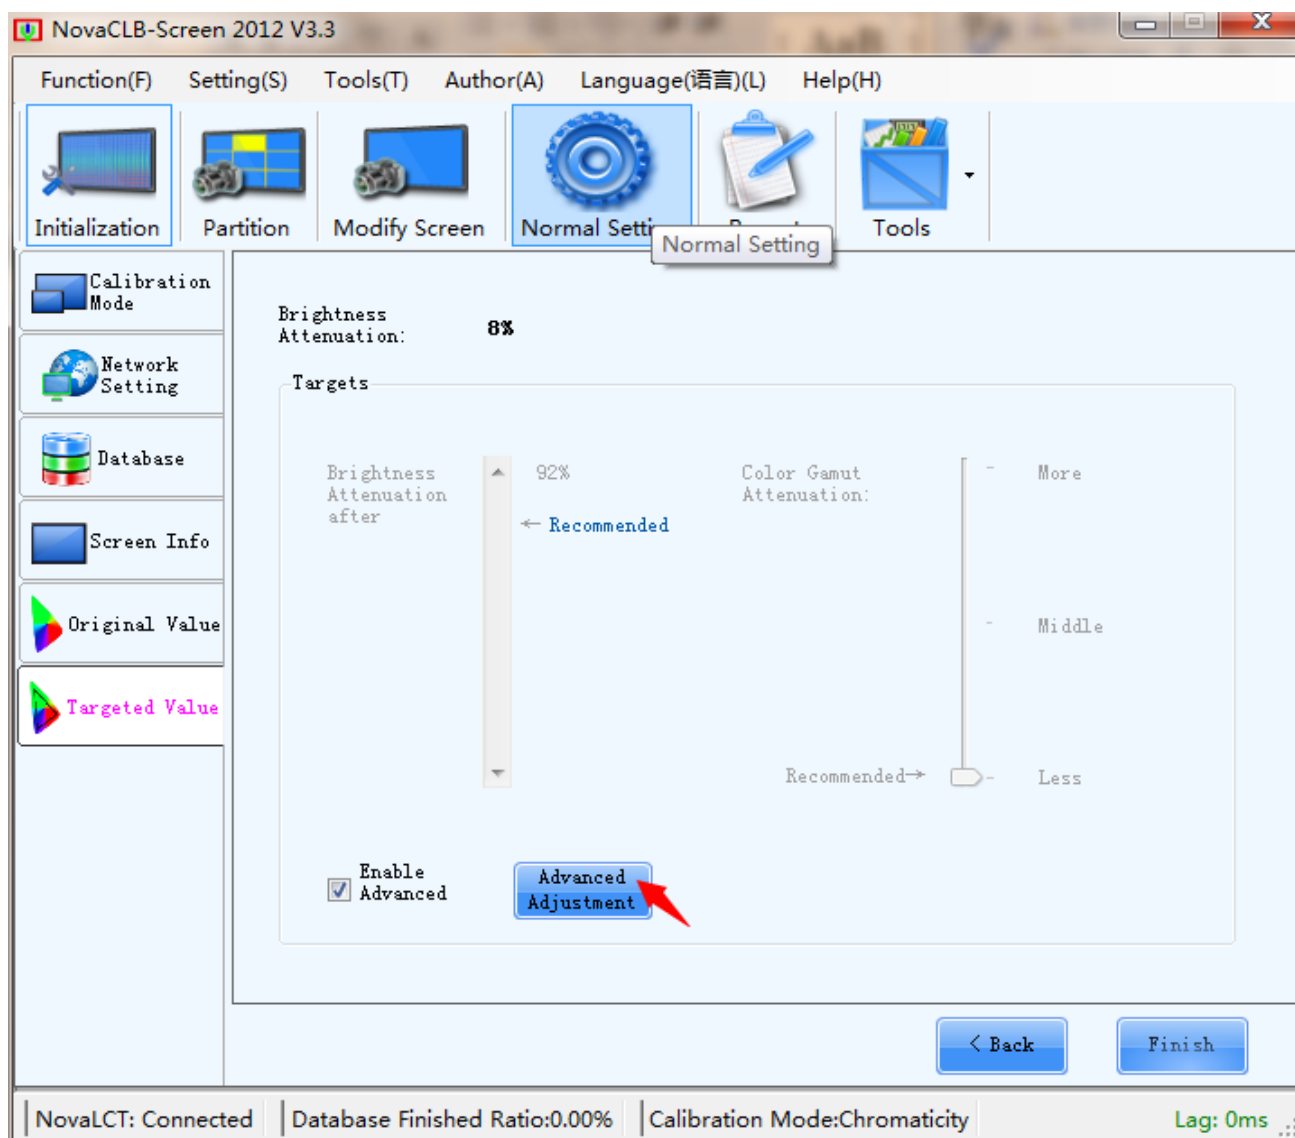 NovaCLB-Screen 2012 V3.3
Function(F) Setting(S) Tools(T) Author(A) Language(语言)(L) Help(H)
Initialization Partition Modify Screen Normal Setti Tools
Normal Setting
Calibration
Mode
Network
Setting
Database
Screen Info
Original Value
Targeted Value
Brightness
Attenuation: 8%
Targets
Brightness
Attenuation
after
92%
← Recommended
Color Gamut
Attenuation:
More
Middle
Recommended→ Less
Enable
Advanced
Advanced
Adjustment
< Back Finish
NovaLCT: Connected Database Finished Ratio:0.00% Calibration Mode:Chromaticity Lag: 0ms